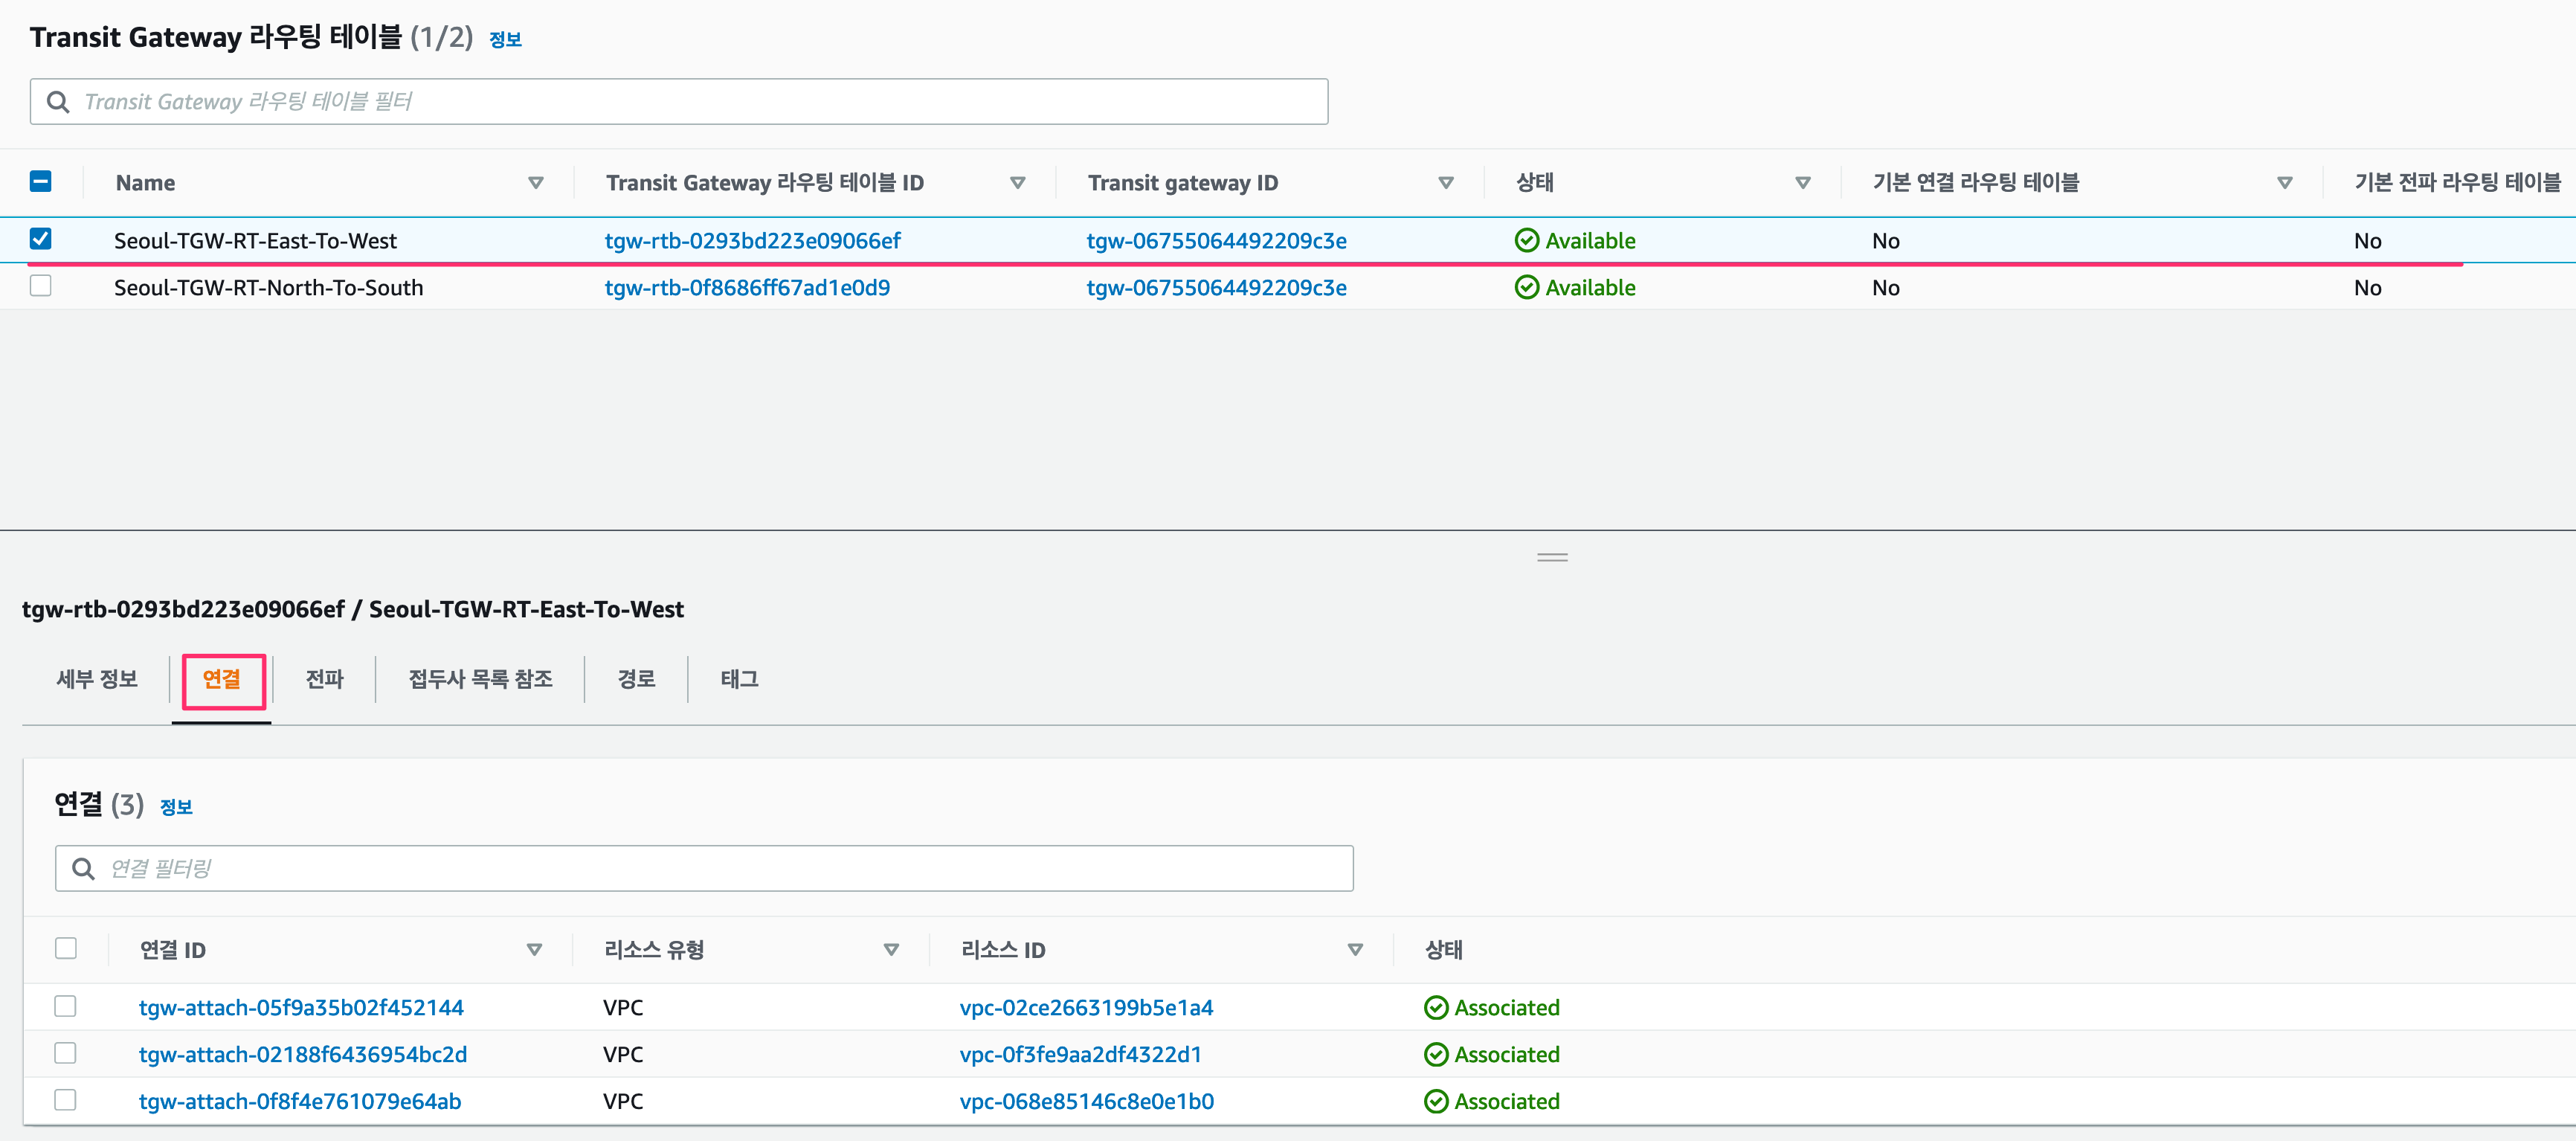 Transit Gateway 라우팅 테이블 (1/2) 정보
Transit Gateway 라우팅 테이블 필터
Name Transit Gateway 라우팅 테이블 ID Transit gateway ID 상태 기본 연결 라우팅 테이블 기본 전파 라우팅 테이블
Seoul-TGW-RT-East-To-West tgw-rtb-0293bd223e09066ef tgw-06755064492209c3e Available No No
Seoul-TGW-RT-North-To-South tgw-rtb-0f8686ff67ad1e0d9 tgw-06755064492209c3e Available No No
tgw-rtb-0293bd223e09066ef / Seoul-TGW-RT-East-To-West
세부 정보 연결 전파 접두사 목록 참조 경로 태그
연결 (3) 정보
연결 필터링
연결 ID 리소스 유형 리소스 ID 상태
tgw-attach-05f9a35b02f452144 VPC vpc-02ce2663199b5e1a4 Associated
tgw-attach-02188f6436954bc2d VPC vpc-0f3fe9aa2df4322d1 Associated
tgw-attach-0f8f4e761079e64ab VPC vpc-068e85146c8e0e1b0 Associated